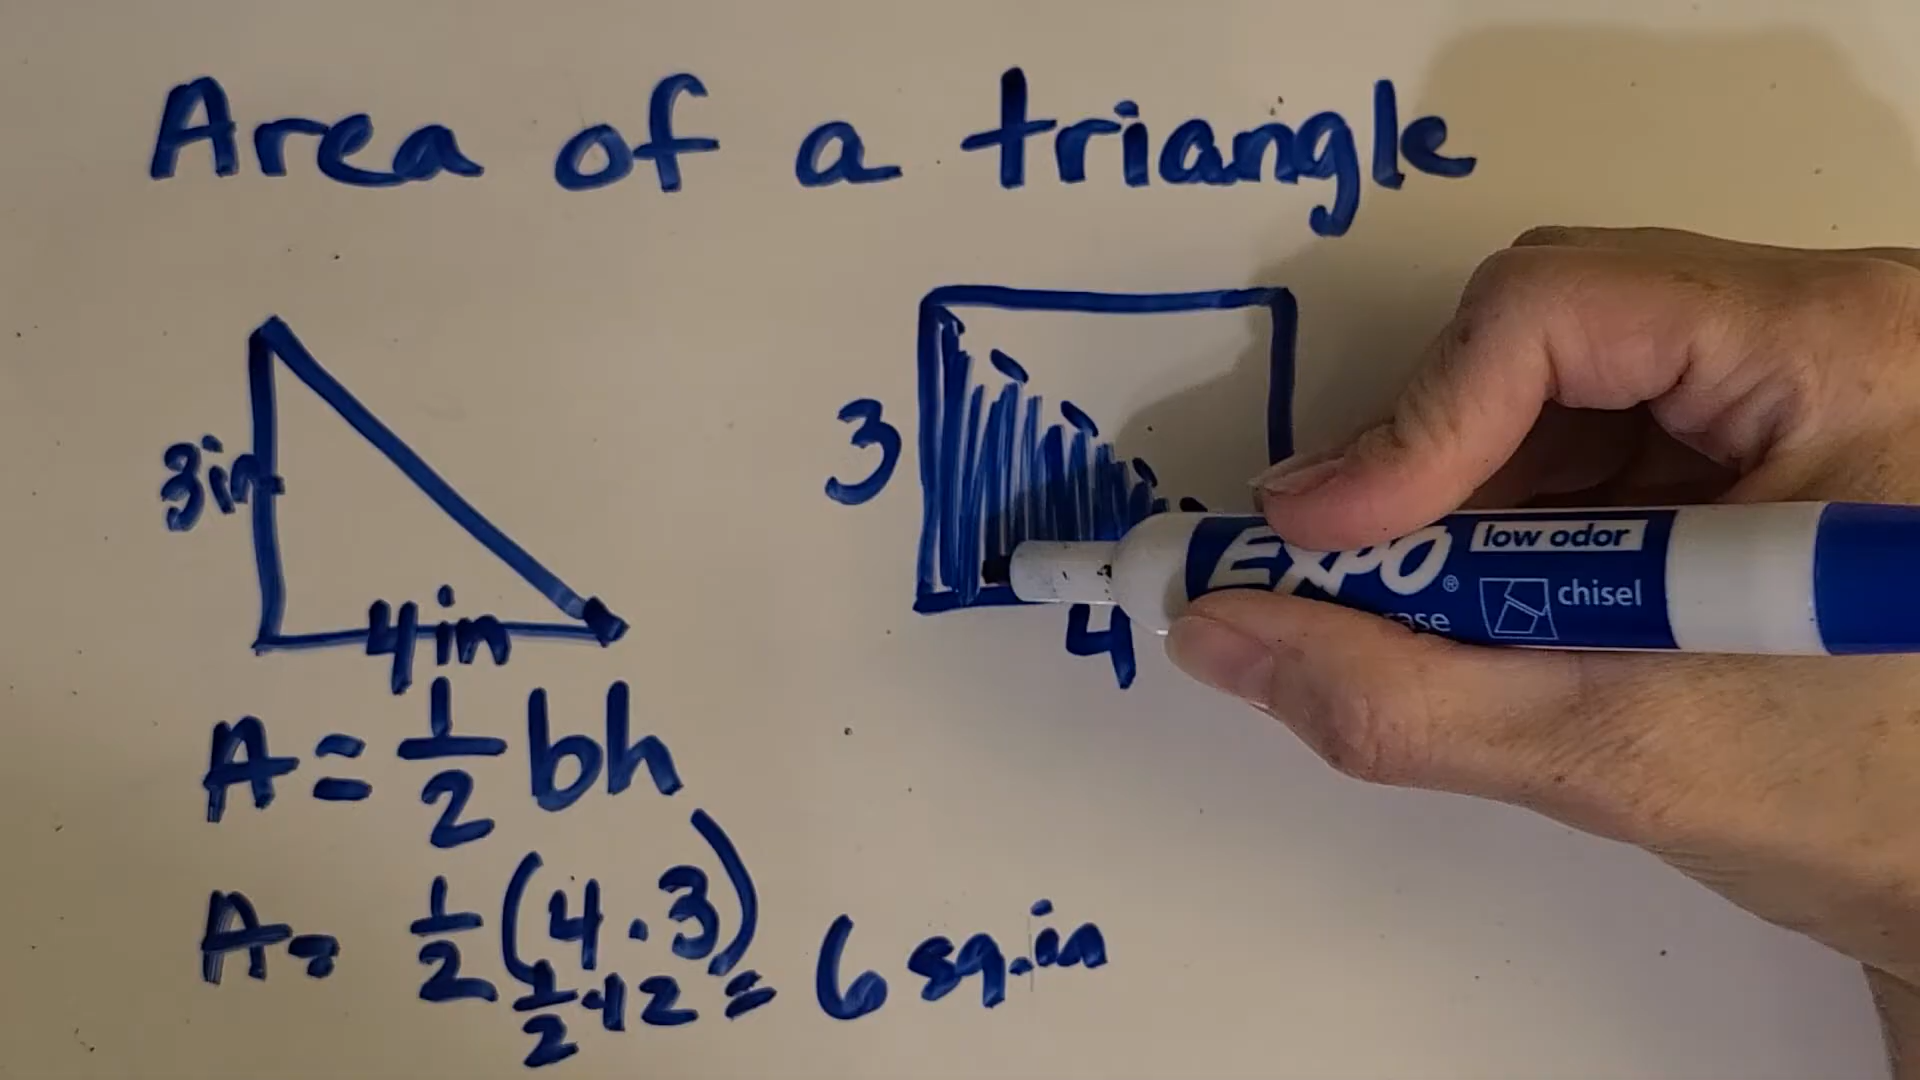 Area of a triangle
3in
4in
A = 1/2 bh
A = 1/2 (4 · 3)
1/2 · 12 = 6 sq. in
3
4
EXPO®
low odor
chisel